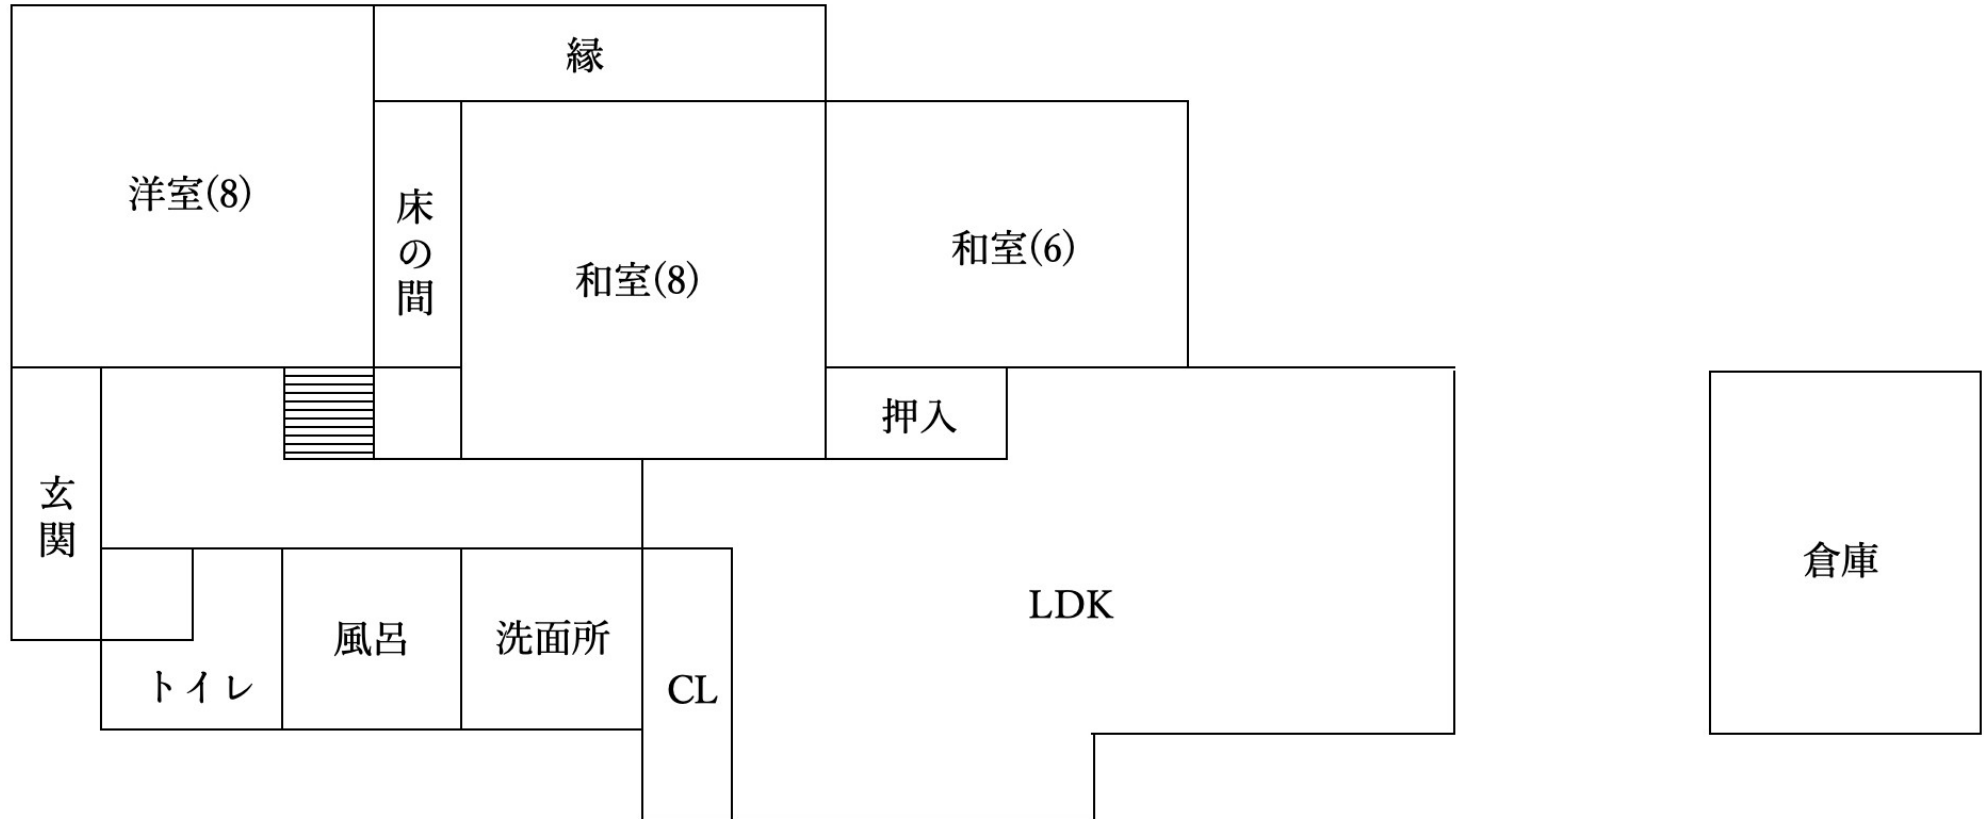 縁
洋室(8)
床の間
和室(8)
和室(6)
押入
玄関
倉庫
LDK
風呂
洗面所
トイレ
CL